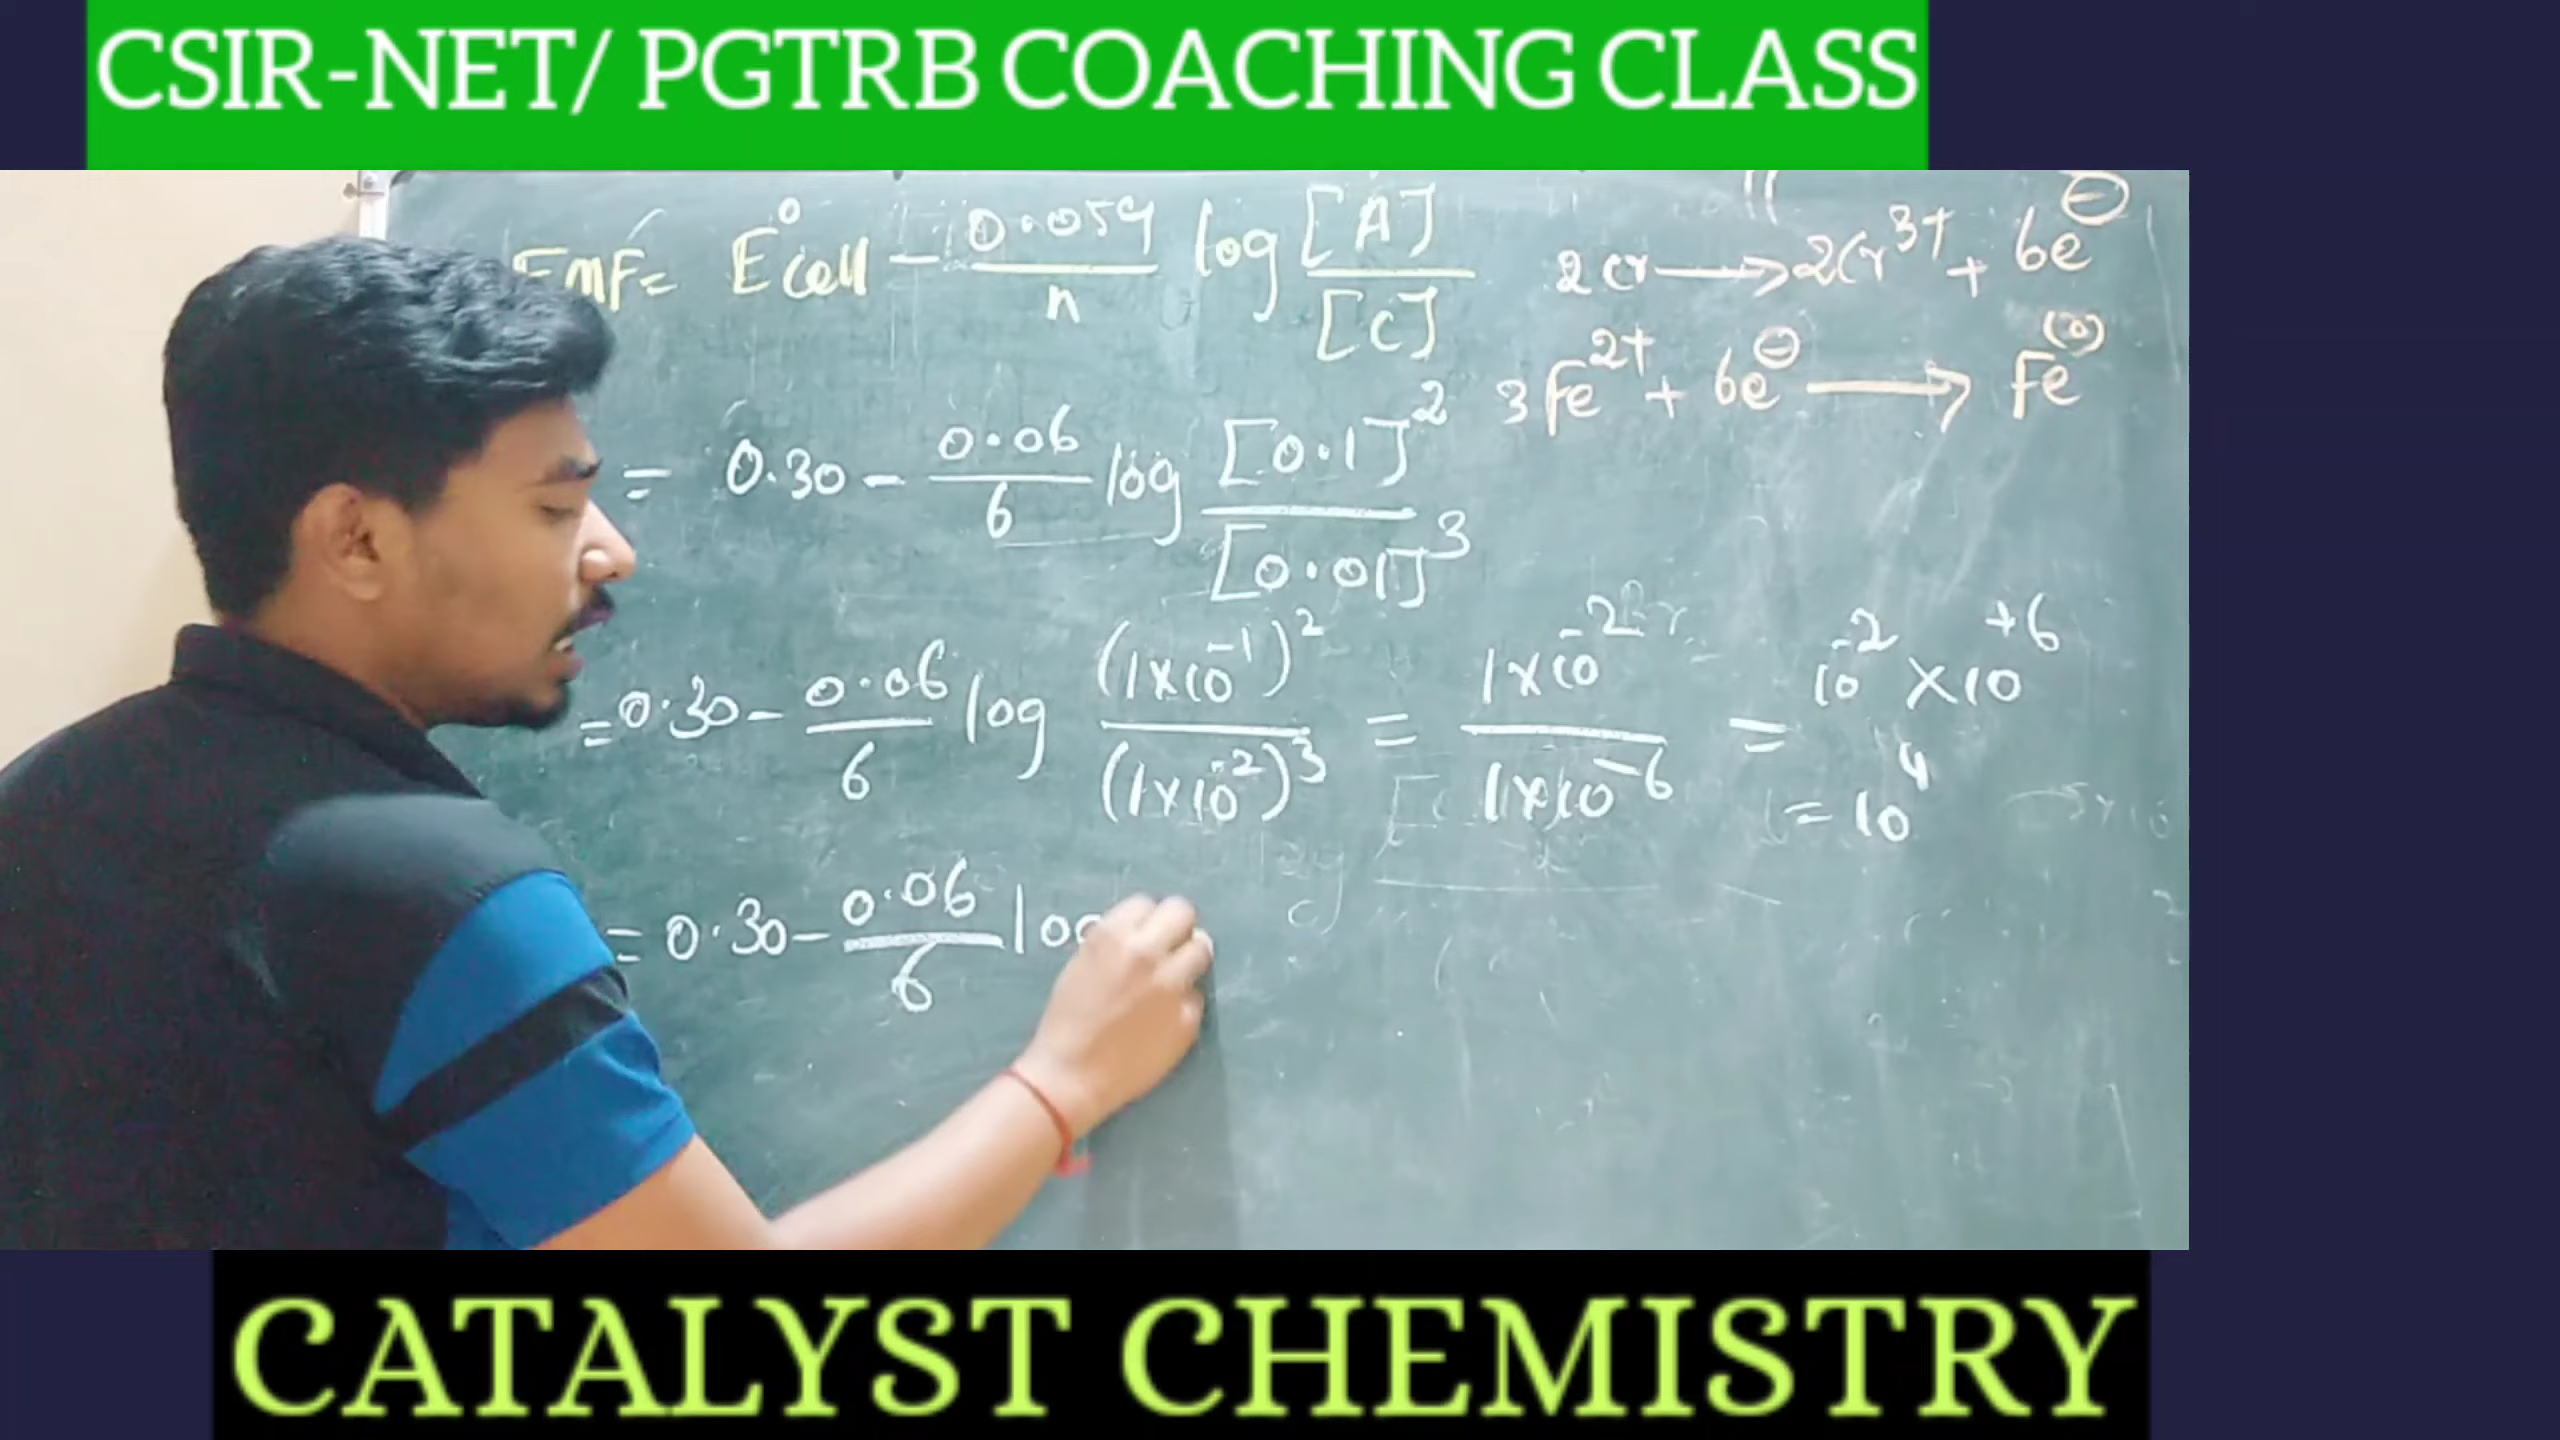 CSIR-NET/ PGTRB COACHING CLASS
EMF= E°cell - 0.059/n log [A]/[C]
2Cr → 2Cr³⁺ + 6e⊖
3Fe²⁺ + 6e⊖ → Fe⁽⁰⁾
= 0.30 - 0.06/6 log [0.1]²/[0.01]³
= 0.30 - 0.06/6 log (1×10⁻¹)²/(1×10⁻²)³ = 1×10⁻²/1×10⁻⁶ = 10⁻² × 10⁺⁶
= 10⁴
= 0.30 - 0.06/6 log
CATALYST CHEMISTRY